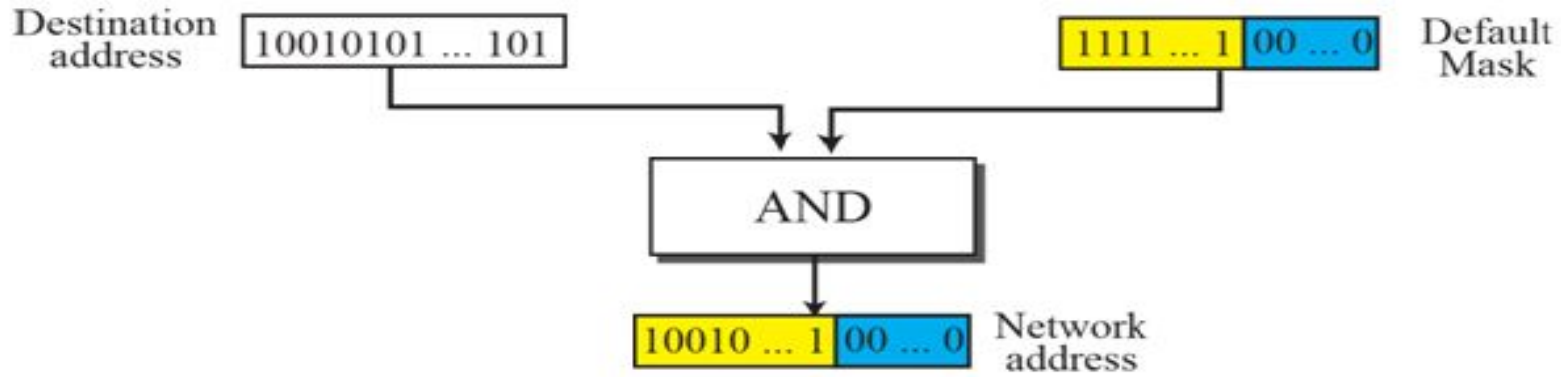 Destination
address
10010101 ... 101
1111 ... 1 00 ... 0
Default
Mask
AND
10010 ... 1 00 ... 0
Network
address